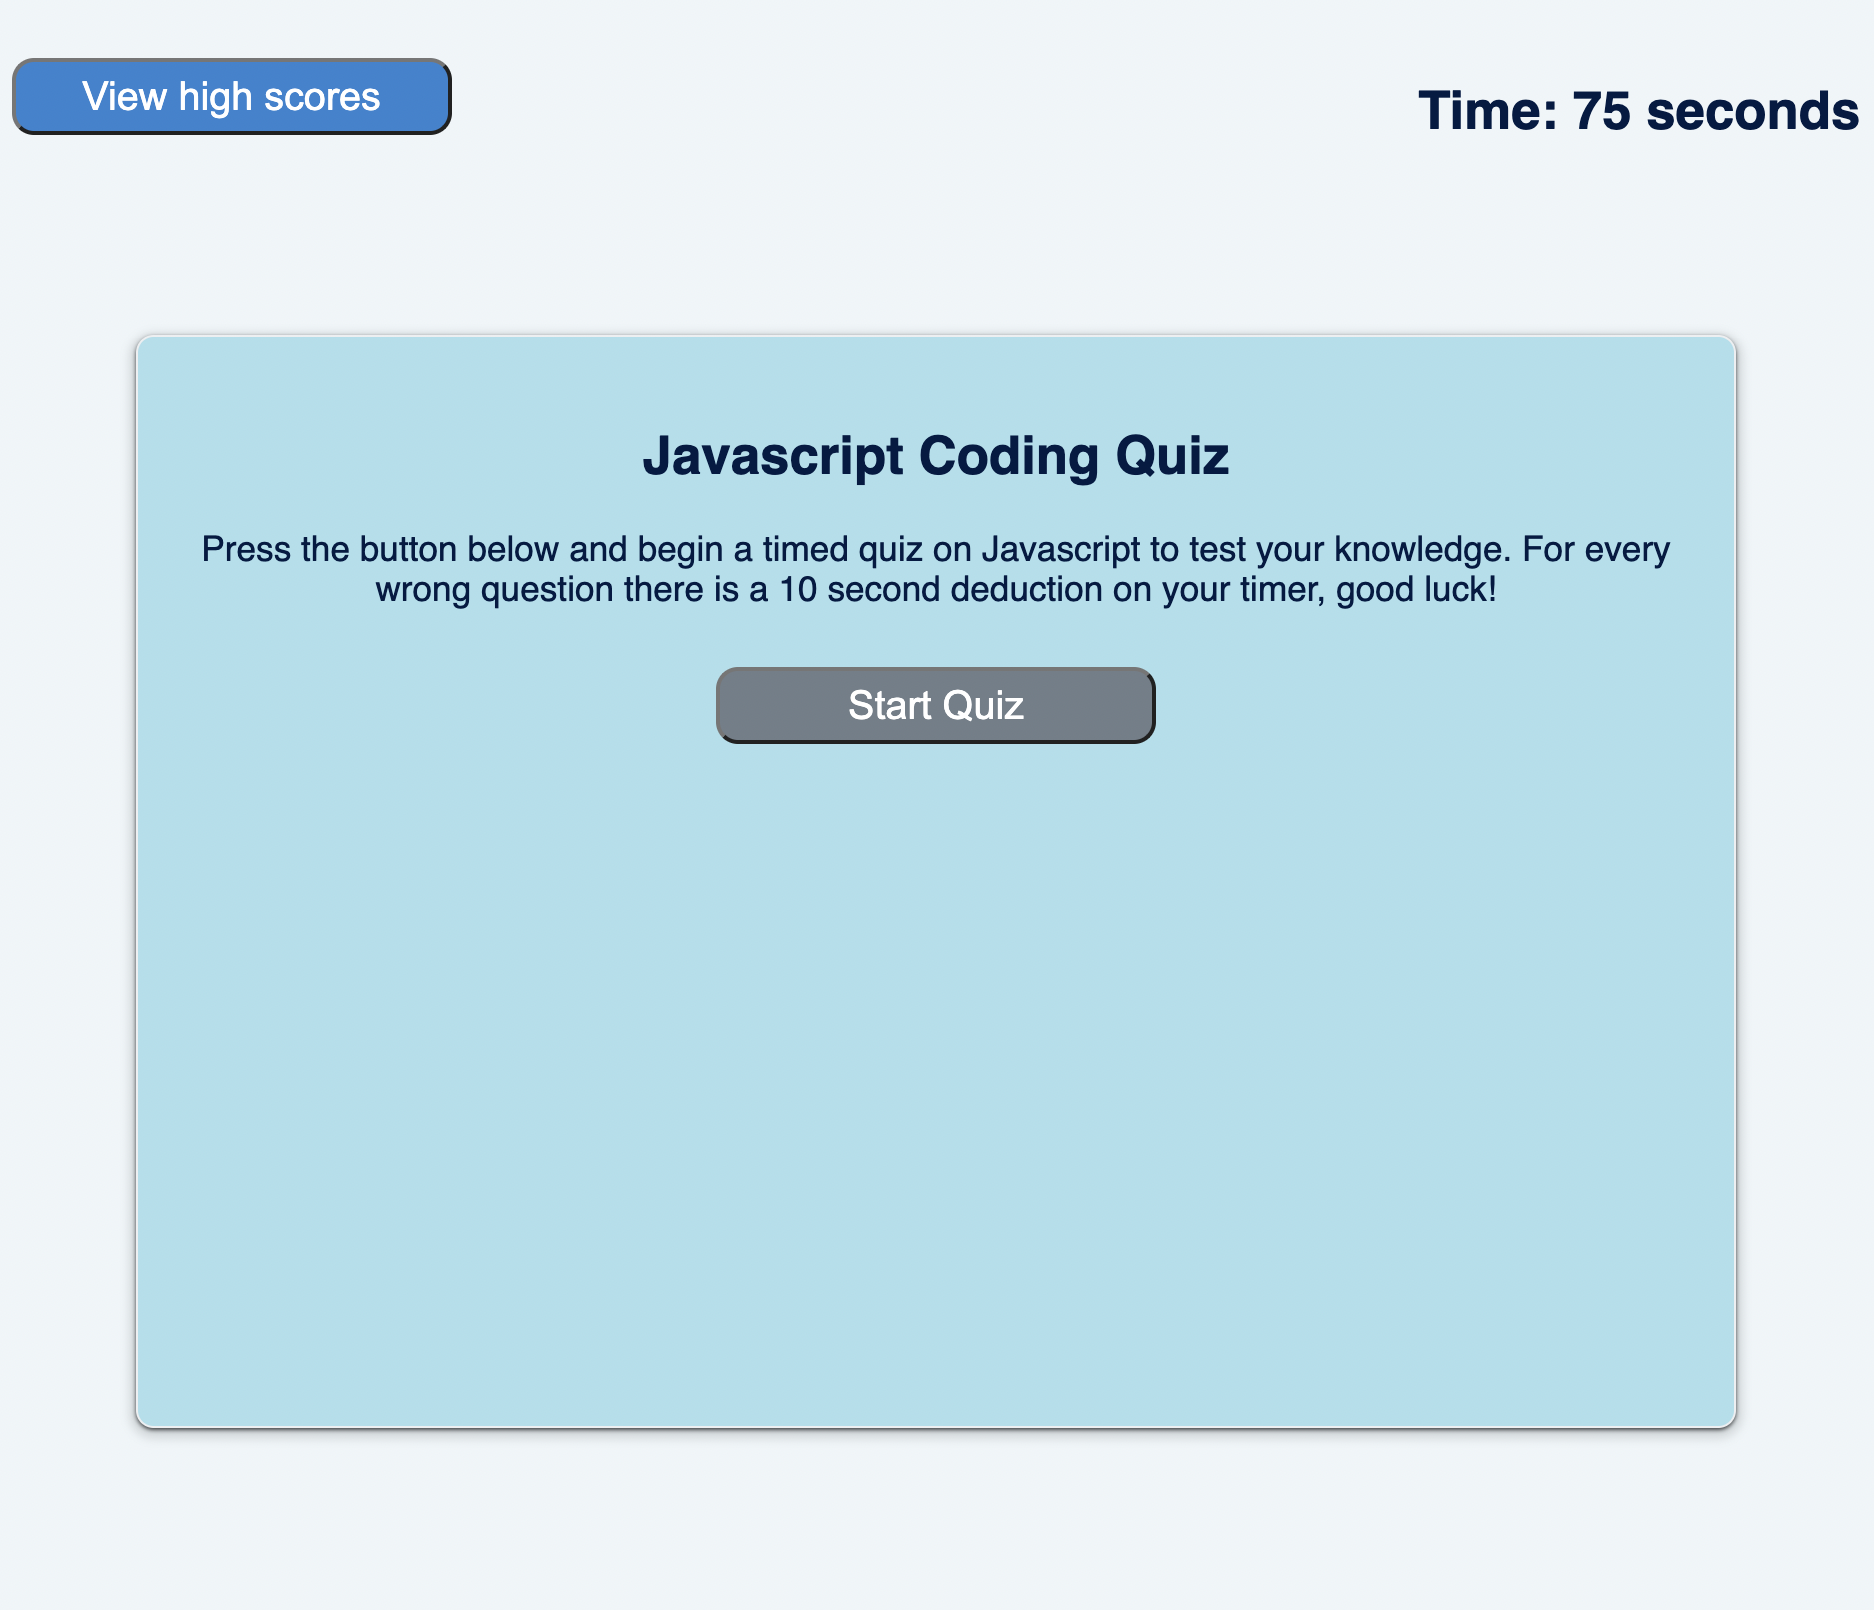 View high scores
Time: 75 seconds
Javascript Coding Quiz
Press the button below and begin a timed quiz on Javascript to test your knowledge. For every
wrong question there is a 10 second deduction on your timer, good luck!
Start Quiz